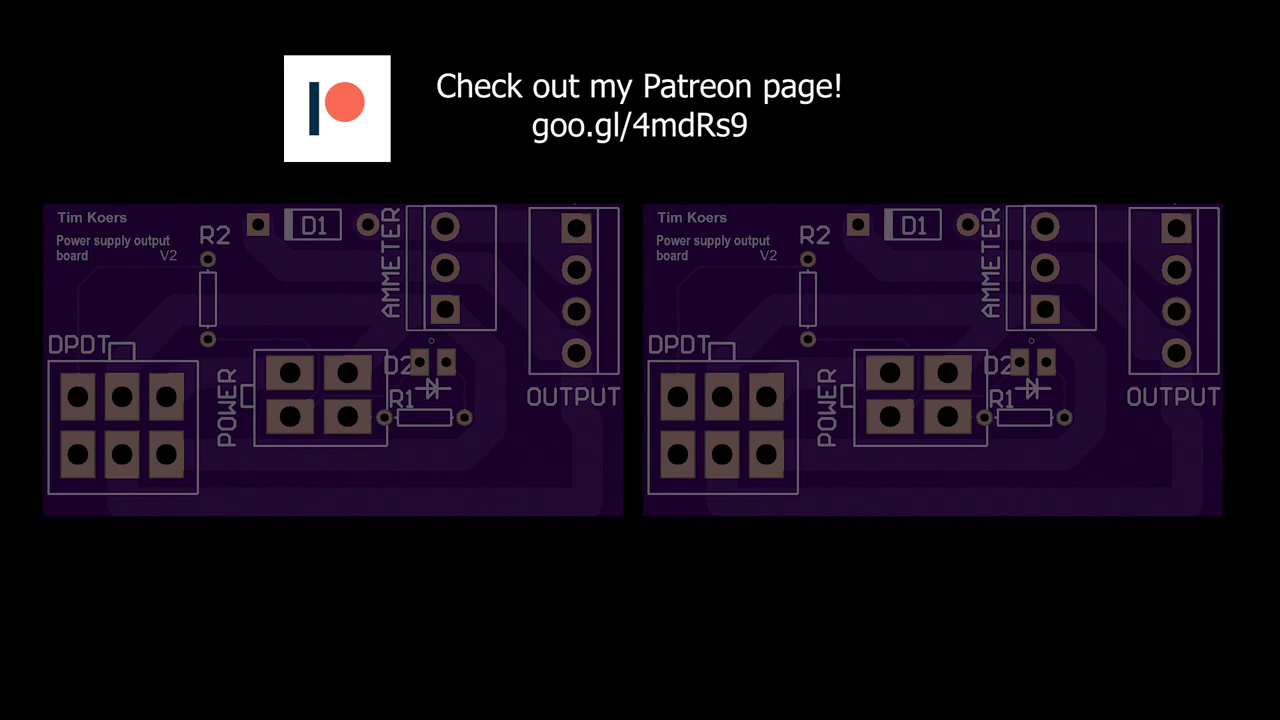 Check out my Patreon page!
goo.gl/4mdRs9
Tim Koers
Power supply output
board V2
R2
D1
AMMETER
DPDT
POWER
D2
R1
OUTPUT
Tim Koers
Power supply output
board V2
R2
D1
AMMETER
DPDT
POWER
D2
R1
OUTPUT